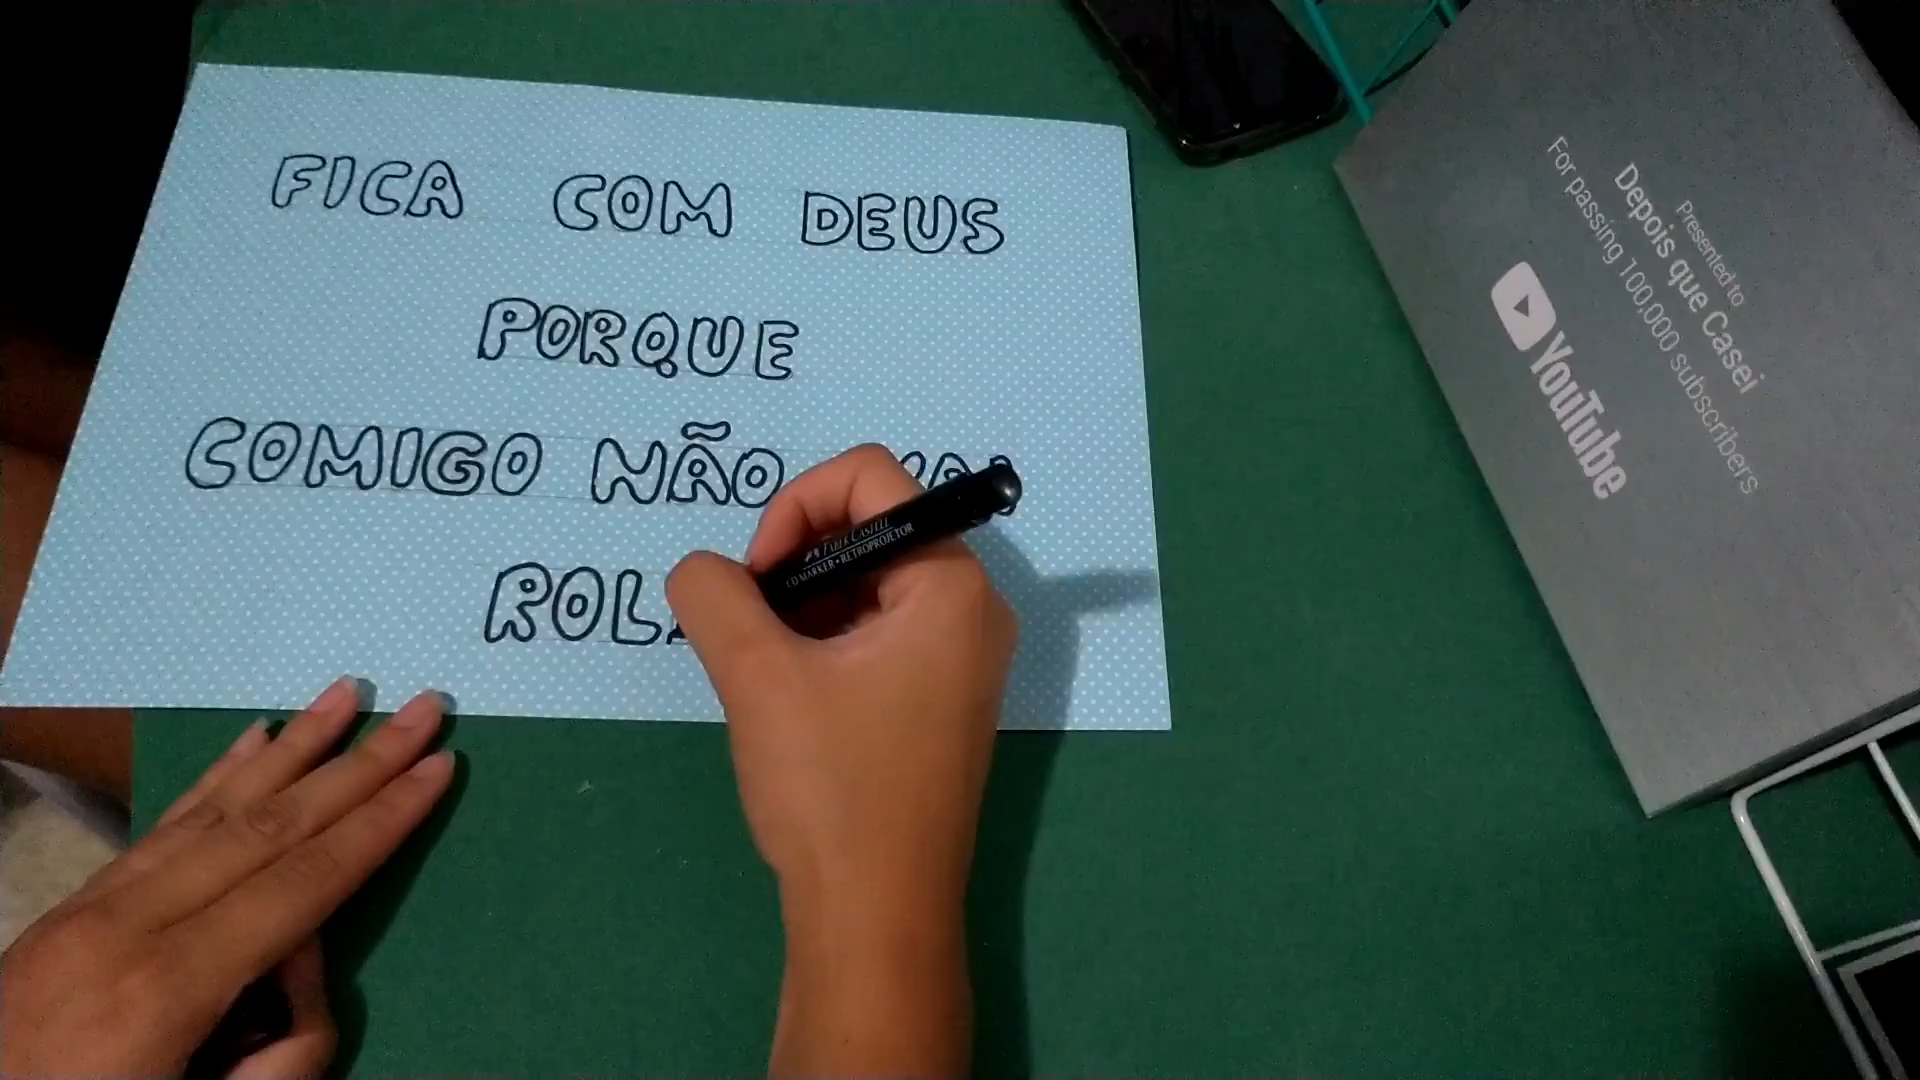 FICA COM DEUS
PORQUE
COMIGO NÃO
FABER CASTELL
CD MARKER • RETROPROJETOR
Presented to
Depois que Casei
For passing 100,000 subscribers
YouTube